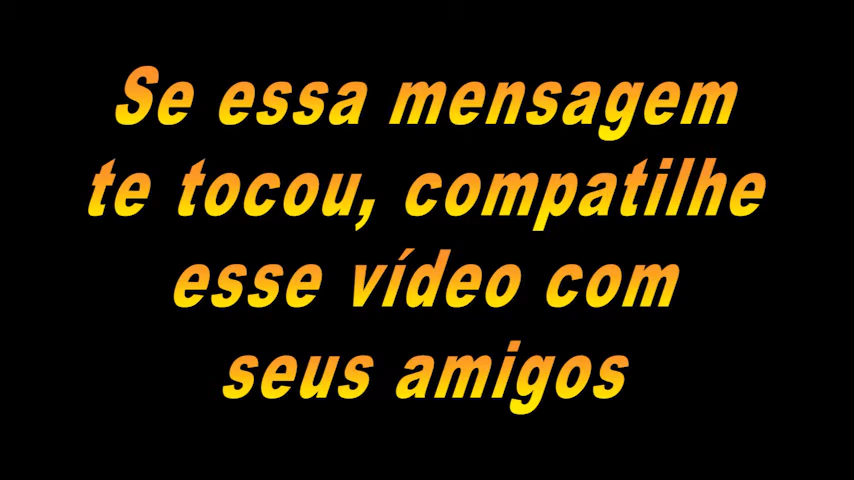 Se essa mensagem
te tocou, compatilhe
esse vídeo com
seus amigos